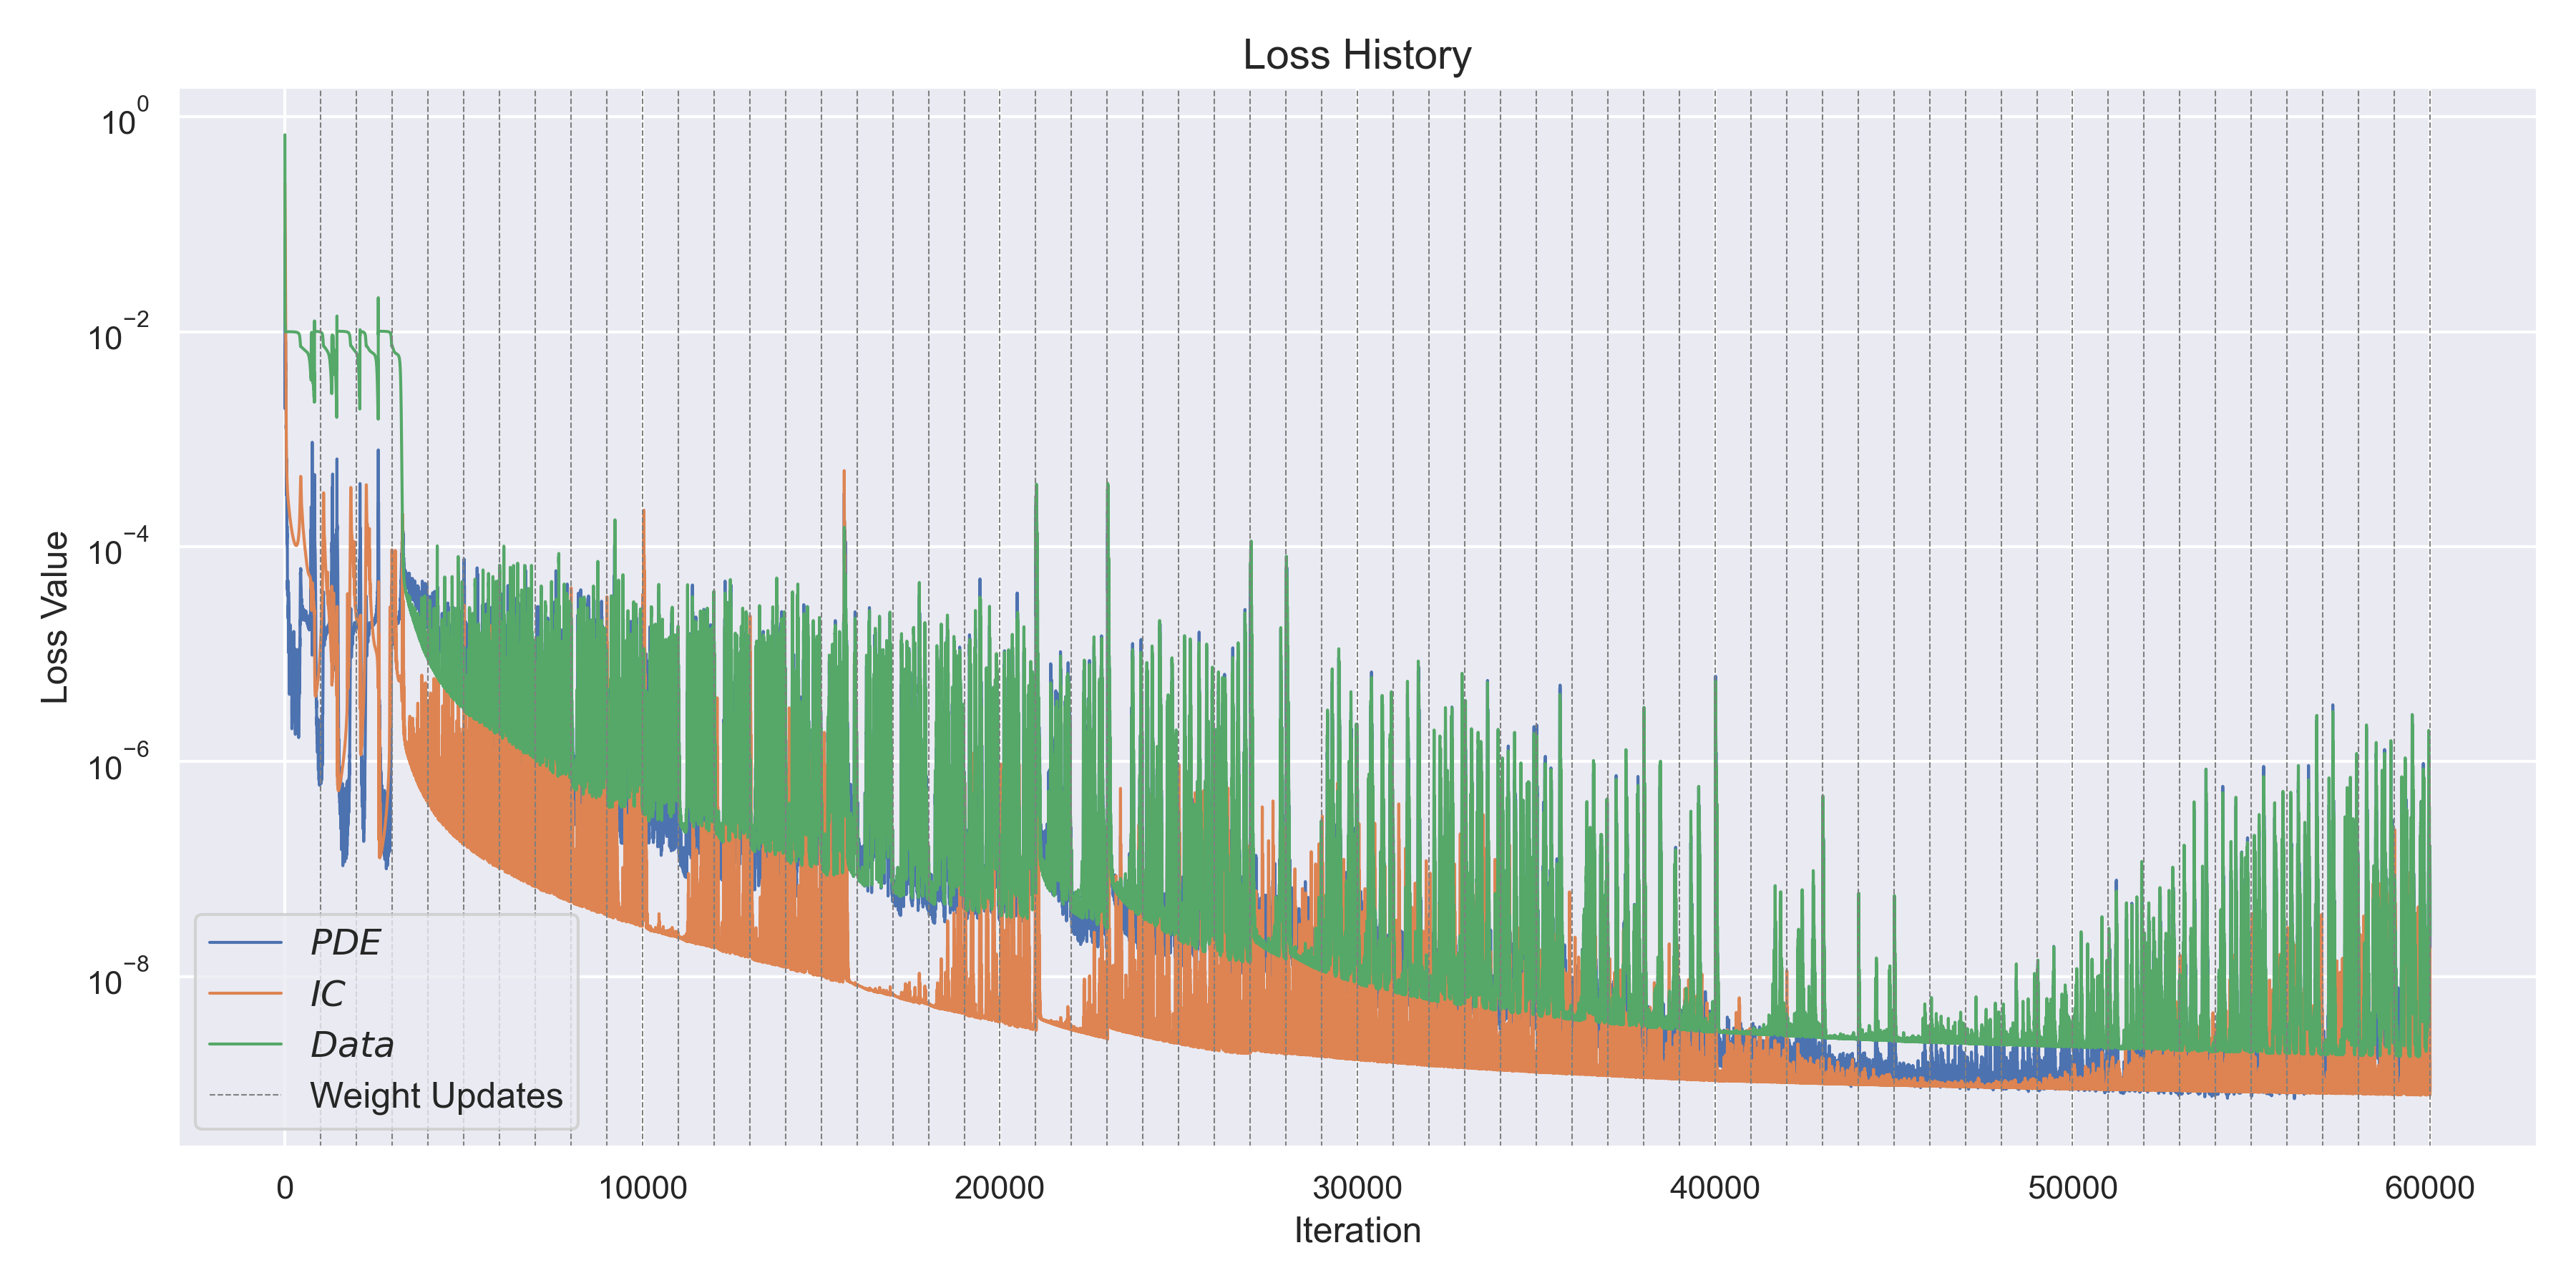 Loss History
Loss Value
10^0
10^−2
10^−4
10^−6
10^−8
PDE
IC
Data
Weight Updates
0 10000 20000 30000 40000 50000 60000
Iteration